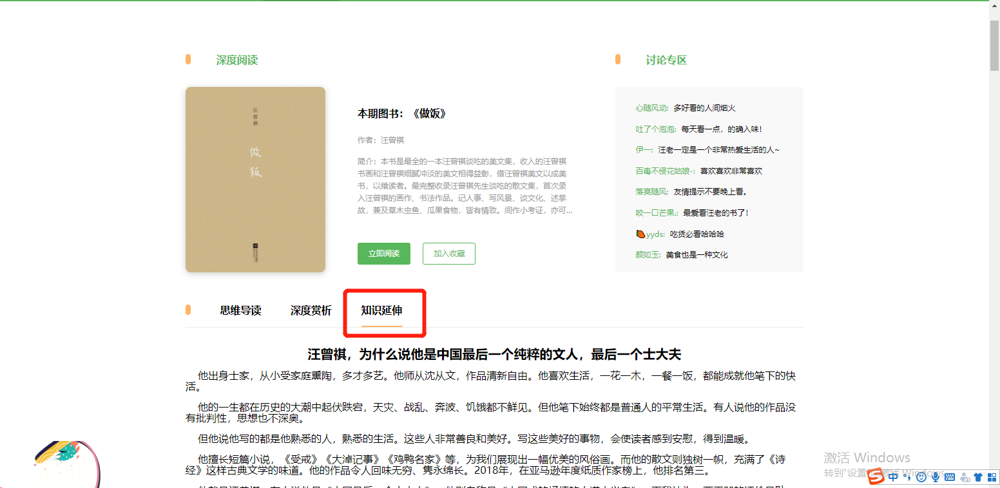 深度阅读
讨论专区
汪曾祺
做饭
本期图书：《做饭》
作者：汪曾祺
简介：本书是最全的一本汪曾祺谈吃的美文集，收入的汪曾祺
书画和汪曾祺细腻冲淡的美文相得益彰，借汪曾祺美文以成美
书，以飨读者。最完整收录汪曾祺先生谈吃的散文集，首次录
入汪曾祺的画作、书法作品。记人事、写风景、谈文化、述掌
故，兼及草木虫鱼、瓜果食物，皆有情致。间作小考证，亦可...
立即阅读
加入收藏
心随风动: 多好看的人间烟火
吐了个泡泡: 每天看一点，的确入味！
伊一: 汪老一定是一个非常热爱生活的人~
百毒不侵花姑娘-: 喜欢喜欢非常喜欢
落寞随风: 友情提示不要晚上看。
咬一口芒果.: 最爱看汪老的书了！
🥭yyds: 吃货必看哈哈哈
颜如玉: 美食也是一种文化
思维导读 深度赏析 知识延伸
汪曾祺，为什么说他是中国最后一个纯粹的文人，最后一个士大夫
他出身士家，从小受家庭熏陶，多才多艺。他师从沈从文，作品清新自由。他喜欢生活，一花一木，一餐一饭，都能成就他笔下的快
活。
他的一生都在历史的大潮中起伏跌宕，天灾、战乱、奔波、饥饿都不鲜见。但他笔下始终都是普通人的平常生活。有人说他的作品没
有批判性，思想也不深奥。
但他说他写的都是他熟悉的人，熟悉的生活。这些人非常善良和美好。写这些美好的事物，会使读者感到安慰，得到温暖。
他擅长短篇小说，《受戒》《大淖记事》《鸡鸭名家》等，为我们展现出一幅优美的风俗画。而他的散文则独树一帜，充满了《诗
经》这样古典文学的味道。他的作品令人回味无穷、隽永绵长。2018年，在亚马逊年度纸质作家榜上，他排名第三。
激活 Windows
转到"设置"以激活 Windows。
中